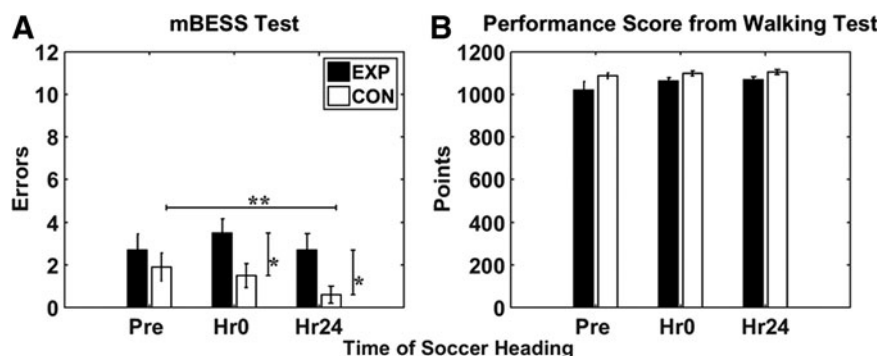 A
mBESS Test
Errors
12
10
8
6
4
2
0
EXP
CON
**
*
*
Pre Hr0 Hr24
B
Performance Score from Walking Test
Points
1200
1000
800
600
400
200
0
Pre Hr0 Hr24
Time of Soccer Heading